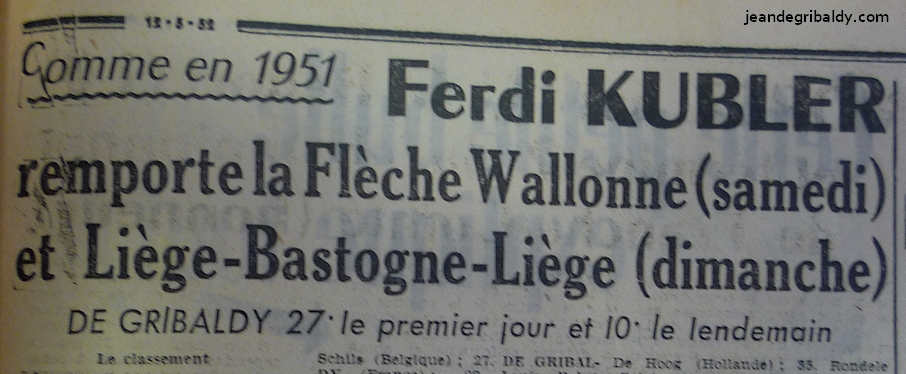 jeandegribaldy.com
12-5-52
Comme en 1951
Ferdi KUBLER
remporte la Flèche Wallonne (samedi)
et Liège-Bastogne-Liège (dimanche)
DE GRIBALDY 27· le premier jour et 10· le lendemain
Le classement
Schils (Belgique) ; 27. DE GRIBAL-
De Hoog (Hollande) ; 35. Rondele